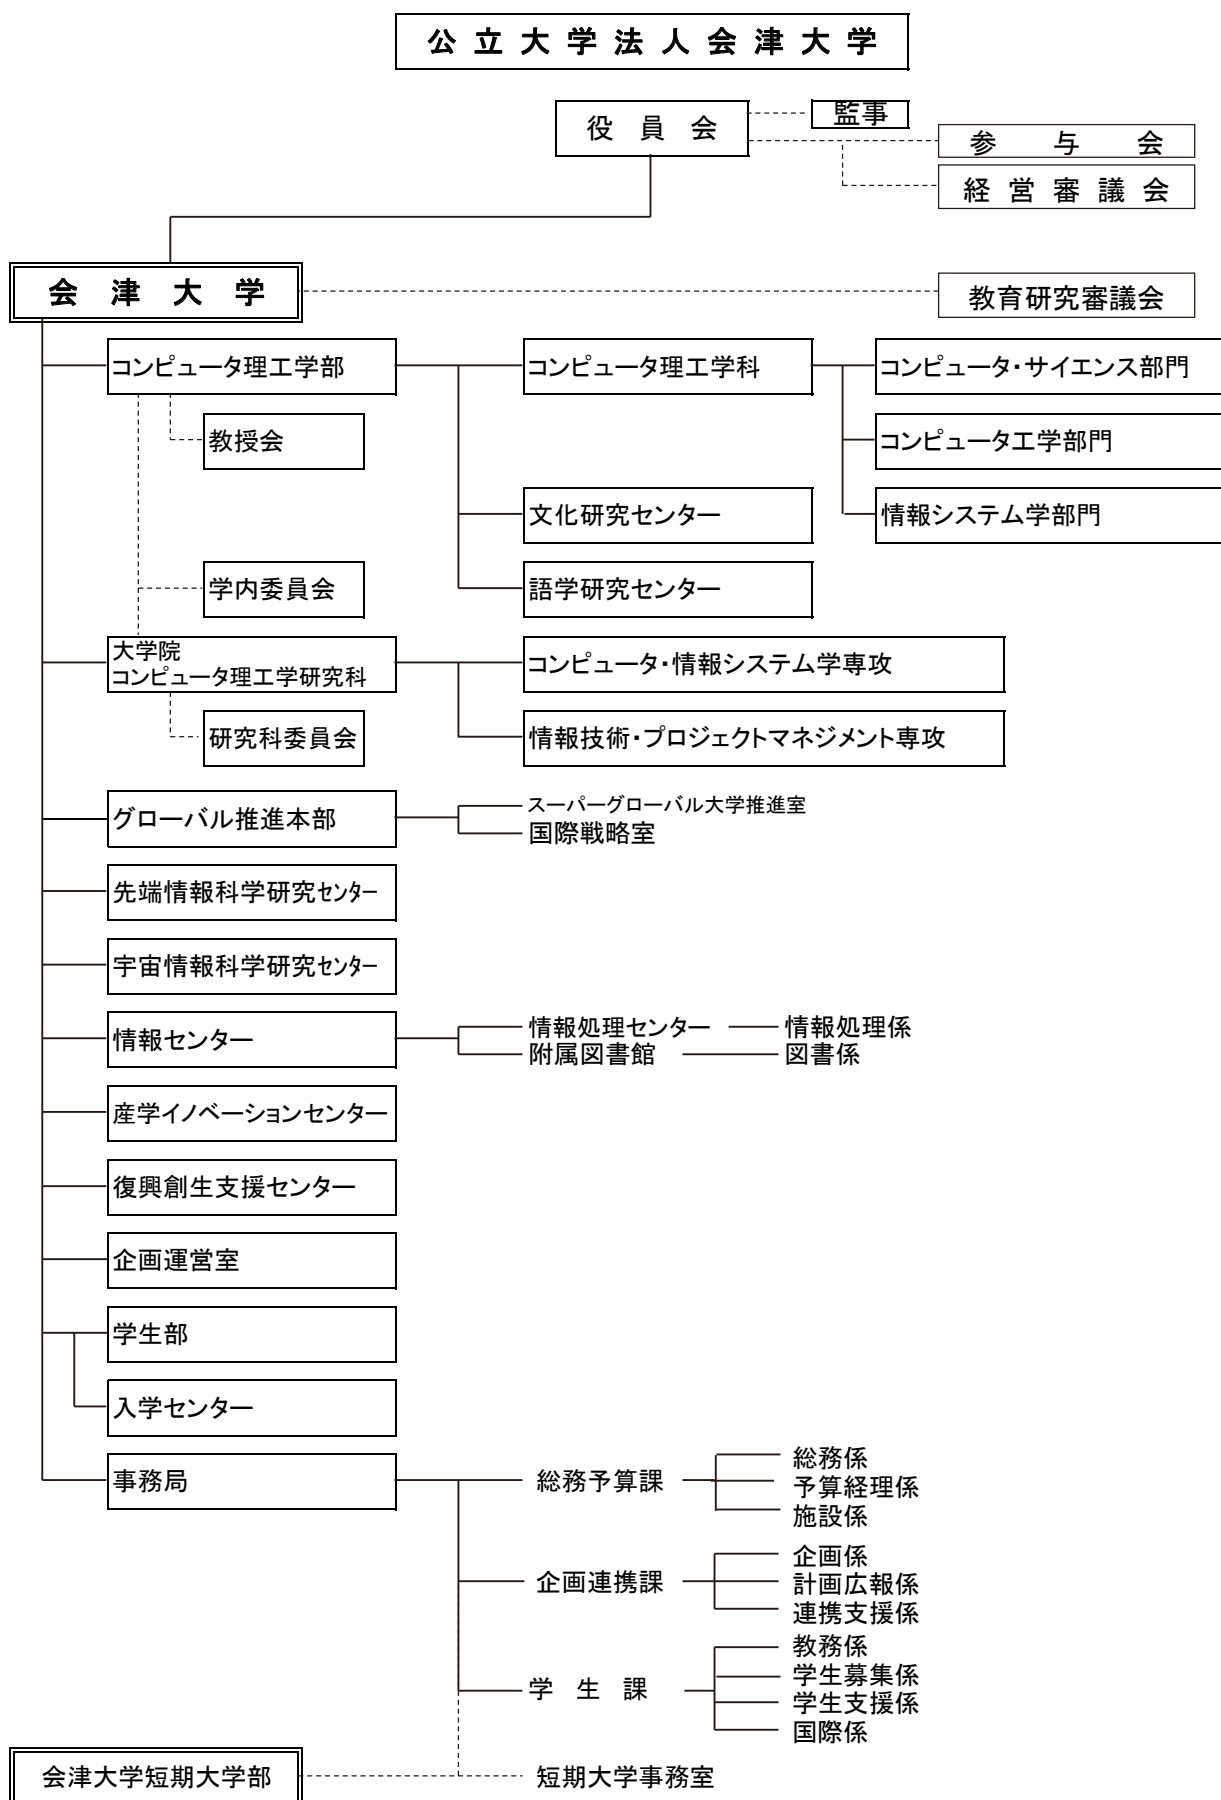 公立大学法人会津大学
役員会
監事
参与会
経営審議会
会津大学
教育研究審議会
コンピュータ理工学部
コンピュータ理工学科
コンピュータ・サイエンス部門
教授会
コンピュータ工学部門
文化研究センター
情報システム学部門
学内委員会
語学研究センター
大学院
コンピュータ理工学研究科
コンピュータ・情報システム学専攻
研究科委員会
情報技術・プロジェクトマネジメント専攻
グローバル推進本部
スーパーグローバル大学推進室
国際戦略室
先端情報科学研究センター
宇宙情報科学研究センター
情報センター
情報処理センター
情報処理係
附属図書館
図書係
産学イノベーションセンター
復興創生支援センター
企画運営室
学生部
入学センター
事務局
総務予算課
総務係
予算経理係
施設係
企画連携課
企画係
計画広報係
連携支援係
学生課
教務係
学生募集係
学生支援係
国際係
会津大学短期大学部
短期大学事務室